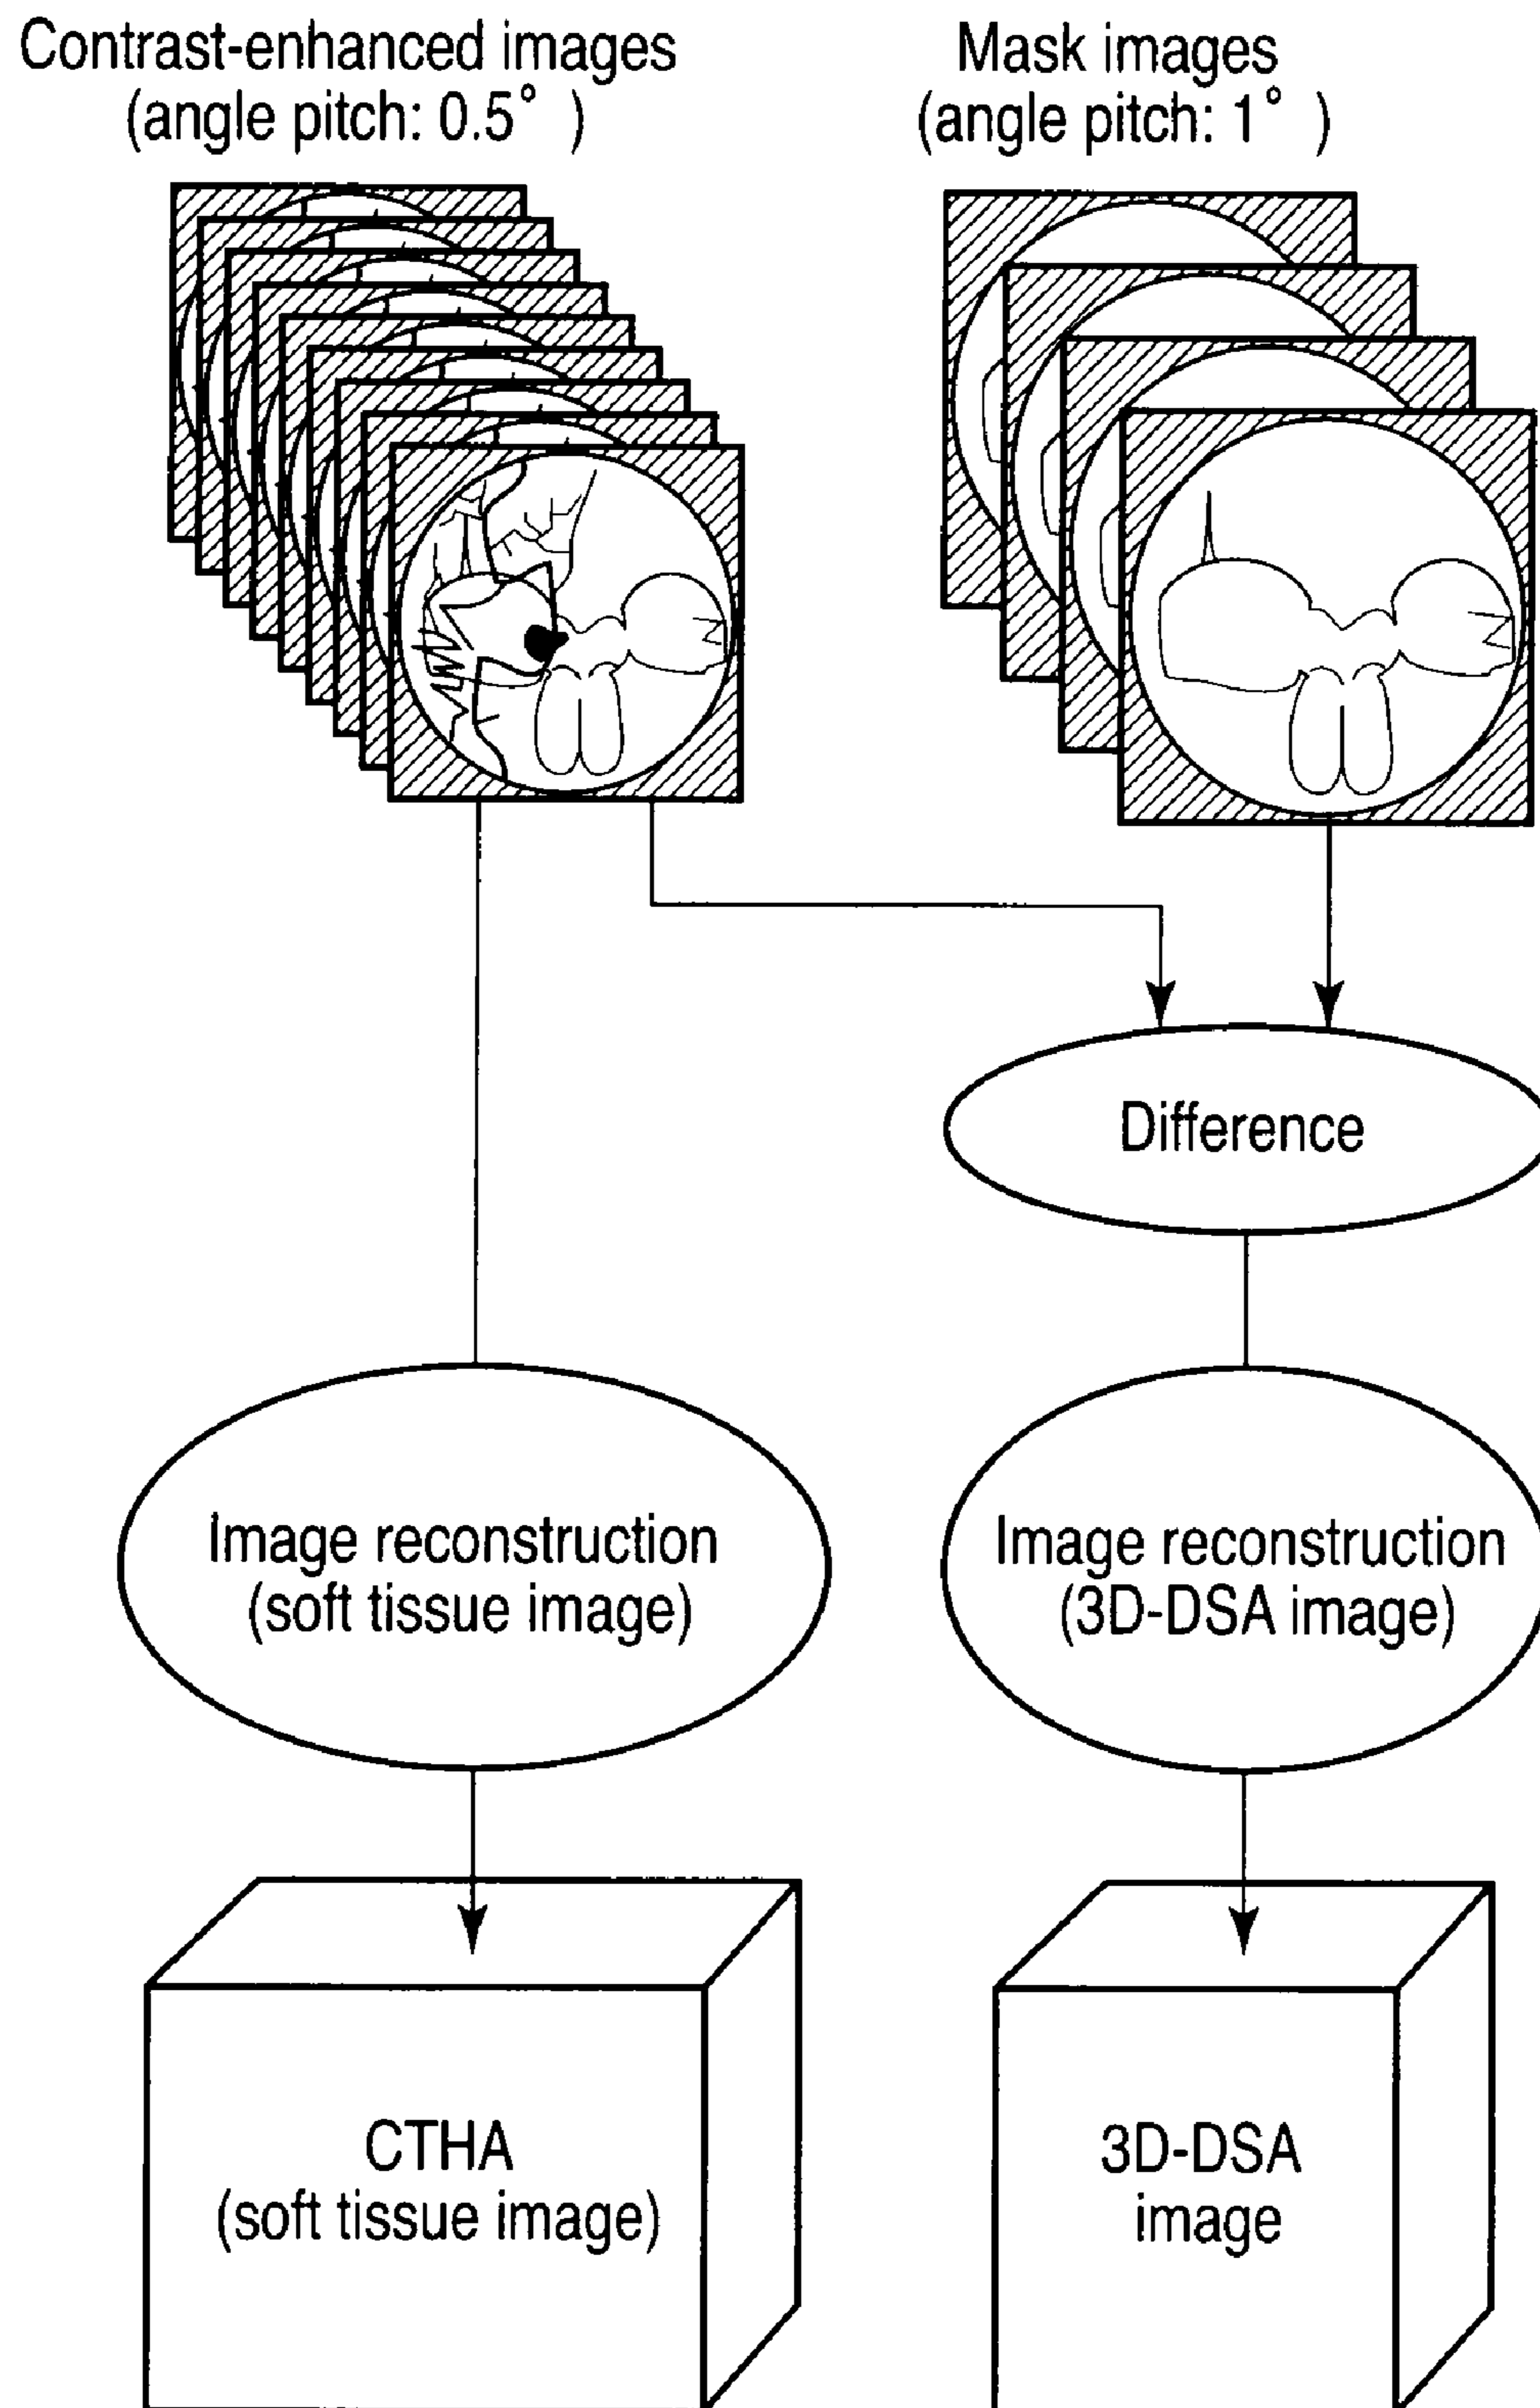 Contrast-enhanced images
(angle pitch: 0.5° )
Mask images
(angle pitch: 1° )
Difference
Image reconstruction
(soft tissue image)
Image reconstruction
(3D-DSA image)
CTHA
(soft tissue image)
3D-DSA
image